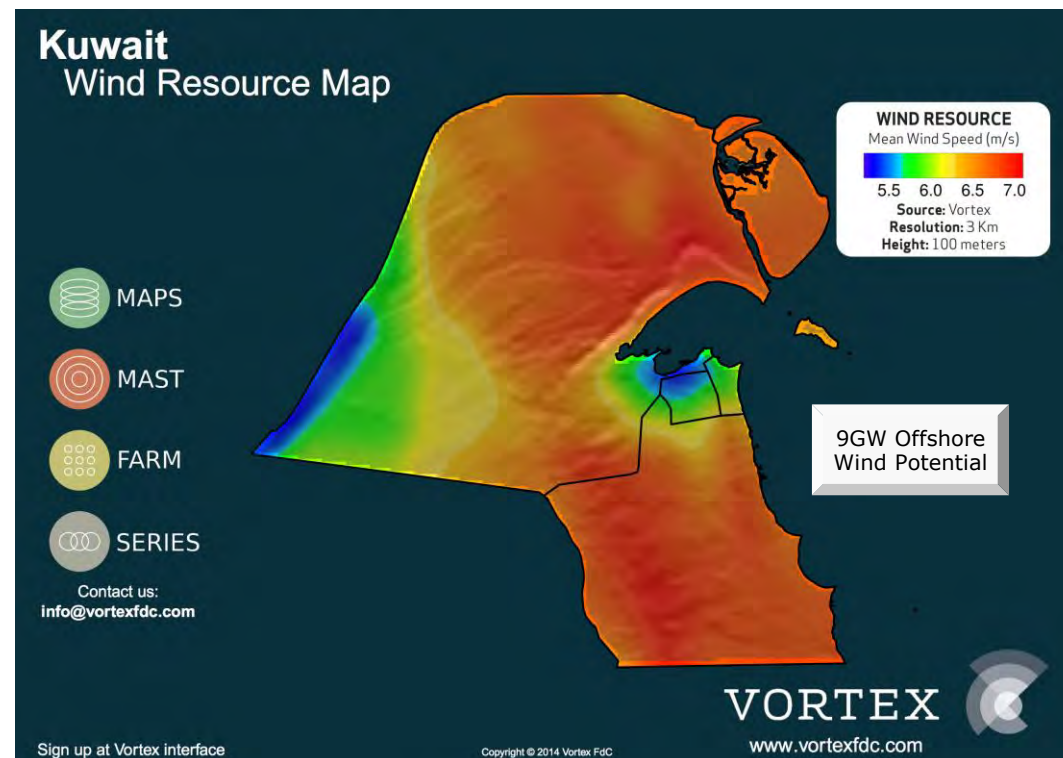 Kuwait
Wind Resource Map
WIND RESOURCE
Mean Wind Speed (m/s)
5.5 6.0 6.5 7.0
Source: Vortex
Resolution: 3 Km
Height: 100 meters
MAPS
MAST
FARM
SERIES
Contact us:
info@vortexfdc.com
9GW Offshore
Wind Potential
VORTEX
www.vortexfdc.com
Sign up at Vortex interface
Copyright © 2014 Vortex FdC